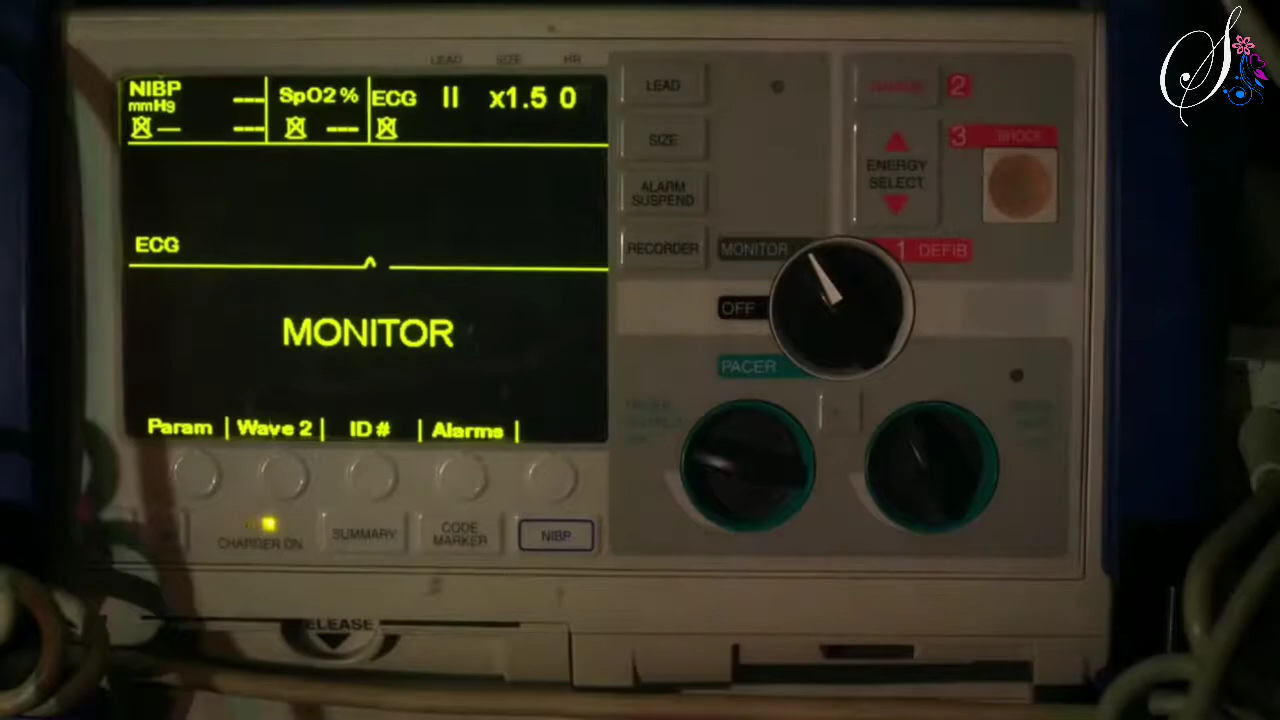 LEAD SIZE HR
NIBP
mmHg
---
---
SpO2 %
---
ECG II x1.5 0
ECG
MONITOR
Param | Wave 2 | ID # | Alarms |
CHARGER ON
SUMMARY
CODE
MARKER
NIBP
LEAD
SIZE
ALARM
SUSPEND
RECORDER
CHARGE 2
3 SHOCK
ENERGY
SELECT
MONITOR
1 DEFIB
OFF
PACER
ELEASE
S